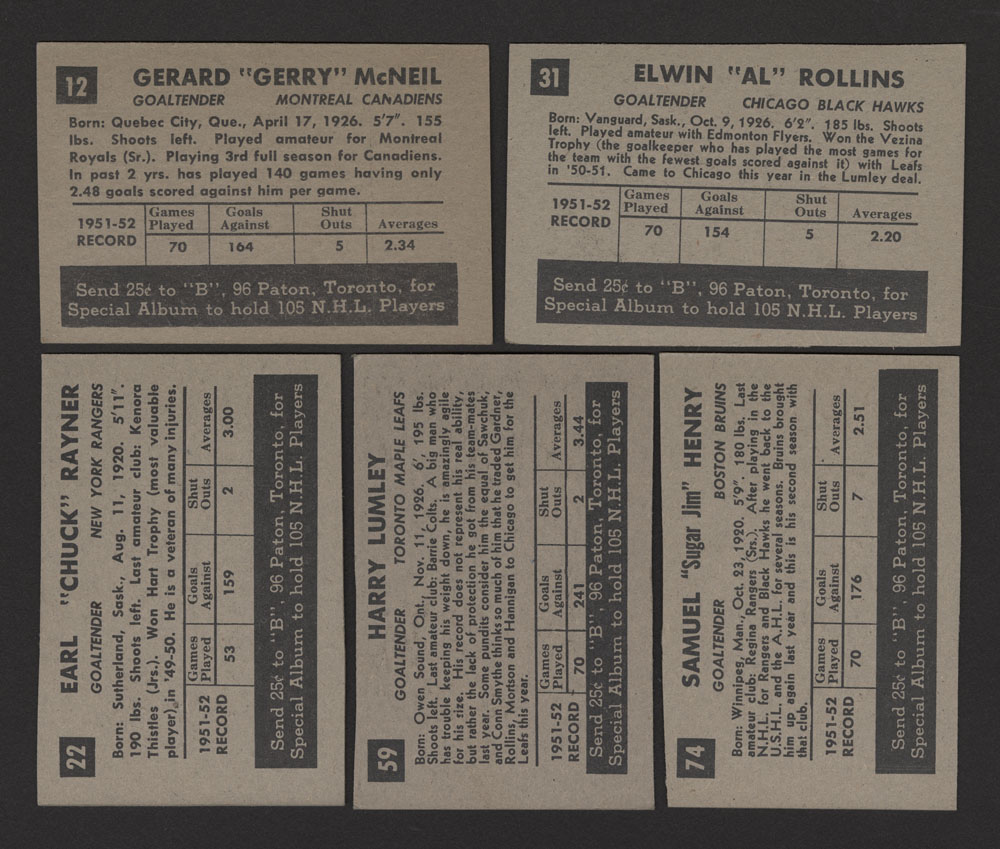 12
GERARD "GERRY" McNEIL
GOALTENDER MONTREAL CANADIENS
Born: Quebec City, Que., April 17, 1926. 5'7". 155
lbs. Shoots left. Played amateur for Montreal
Royals (Sr.). Playing 3rd full season for Canadiens.
In past 2 yrs. has played 140 games having only
2.48 goals scored against him per game.
1951-52 RECORD
Games Played Goals Against Shut Outs Averages
70 164 5 2.34
Send 25¢ to "B", 96 Paton, Toronto, for
Special Album to hold 105 N.H.L. Players
31
ELWIN "AL" ROLLINS
GOALTENDER CHICAGO BLACK HAWKS
Born: Vanguard, Sask., Oct. 9, 1926. 6'2". 185 lbs. Shoots
left. Played amateur with Edmonton Flyers. Won the Vezina
Trophy (the goalkeeper who has played the most games for
the team with the fewest goals scored against it) with Leafs
in '50-51. Came to Chicago this year in the Lumley deal.
1951-52 RECORD
Games Played Goals Against Shut Outs Averages
70 154 5 2.20
Send 25¢ to "B", 96 Paton, Toronto, for
Special Album to hold 105 N.H.L. Players
22
EARL "CHUCK" RAYNER
GOALTENDER NEW YORK RANGERS
Born: Sutherland, Sask., Aug. 11, 1920. 5'11".
190 lbs. Shoots left. Last amateur club: Kenora
Thistles (Jrs.). Won Hart Trophy (most valuable
player) in '49-50. He is a veteran of many injuries.
1951-52 RECORD
Games Played Goals Against Shut Outs Averages
53 159 2 3.00
Send 25¢ to "B", 96 Paton, Toronto, for
Special Album to hold 105 N.H.L. Players
59
HARRY LUMLEY
GOALTENDER TORONTO MAPLE LEAFS
Born: Owen Sound, Ont., Nov. 11, 1926. 6', 195 lbs.
Shoots left. Last amateur club: Barrie Colts. A big man who
has trouble keeping his weight down, he is amazingly agile
for his size. His record does not represent his real ability,
but rather the lack of protection he got from his team-mates
last year. Some pundits consider him the equal of Sawchuk,
and Conn Smythe thinks so much of him that he traded Gardner,
Rollins, Mortson and Hannigan to Chicago to get him for the
Leafs this year.
1951-52 RECORD
Games Played Goals Against Shut Outs Averages
70 241 2 3.44
Send 25¢ to "B", 96 Paton, Toronto, for
Special Album to hold 105 N.H.L. Players
74
SAMUEL "Sugar Jim" HENRY
GOALTENDER BOSTON BRUINS
Born: Winnipeg, Man., Oct. 23, 1920. 5'9". 180 lbs. Last
amateur club: Regina Rangers (Srs.). After playing in the
N.H.L. for Rangers and Black Hawks he went back to the
U.S.H.L. and the A.H.L. for several seasons. Bruins brought
him up again last year and this is his second season with
that club.
1951-52 RECORD
Games Played Goals Against Shut Outs Averages
70 176 7 2.51
Send 25¢ to "B", 96 Paton, Toronto, for
Special Album to hold 105 N.H.L. Players